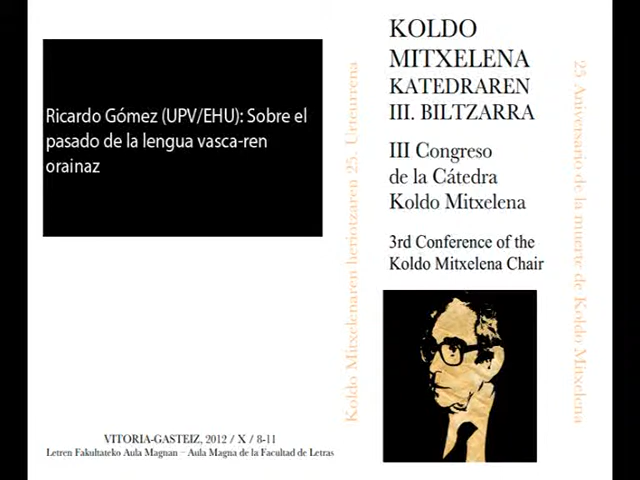 Ricardo Gómez (UPV/EHU): Sobre el
pasado de la lengua vasca-ren
orainaz
KOLDO
MITXELENA
KATEDRAREN
III. BILTZARRA
III Congreso
de la Cátedra
Koldo Mitxelena
3rd Conference of the
Koldo Mitxelena Chair
Koldo Mitxelenaren heriotzaren 25. Urteurrena
25 Aniversario de la muerte de Koldo Mitxelena
VITORIA-GASTEIZ, 2012 / X / 8-11
Letren Fakultateko Aula Magnan – Aula Magna de la Facultad de Letras